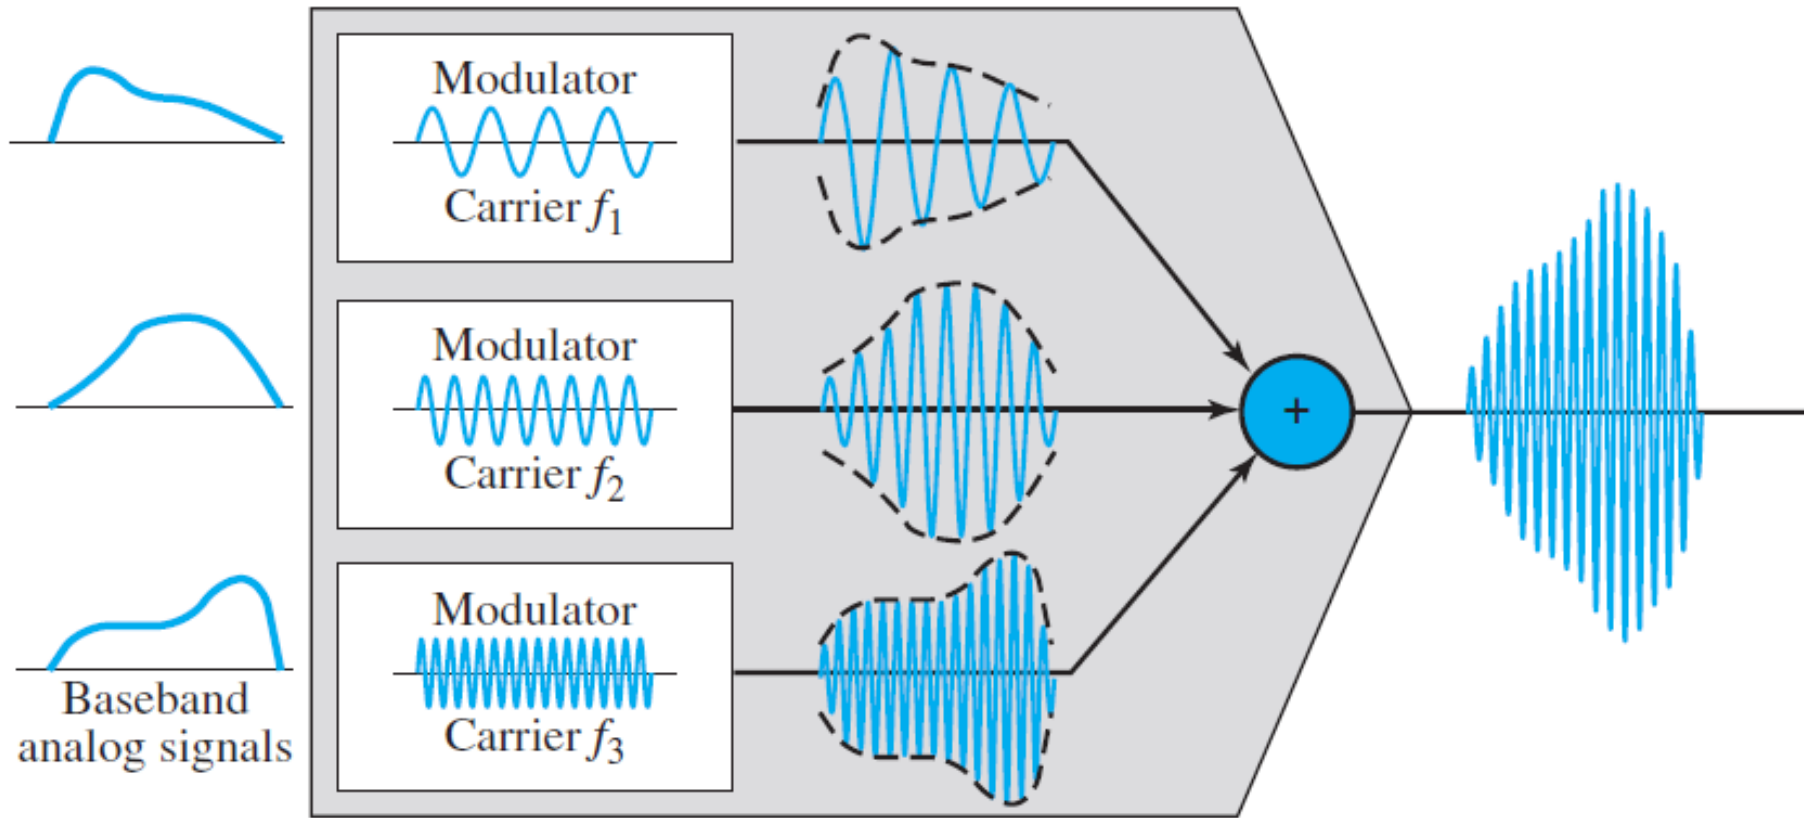 Modulator
Carrier f₁
Modulator
Carrier f₂
+
Modulator
Carrier f₃
Baseband
analog signals